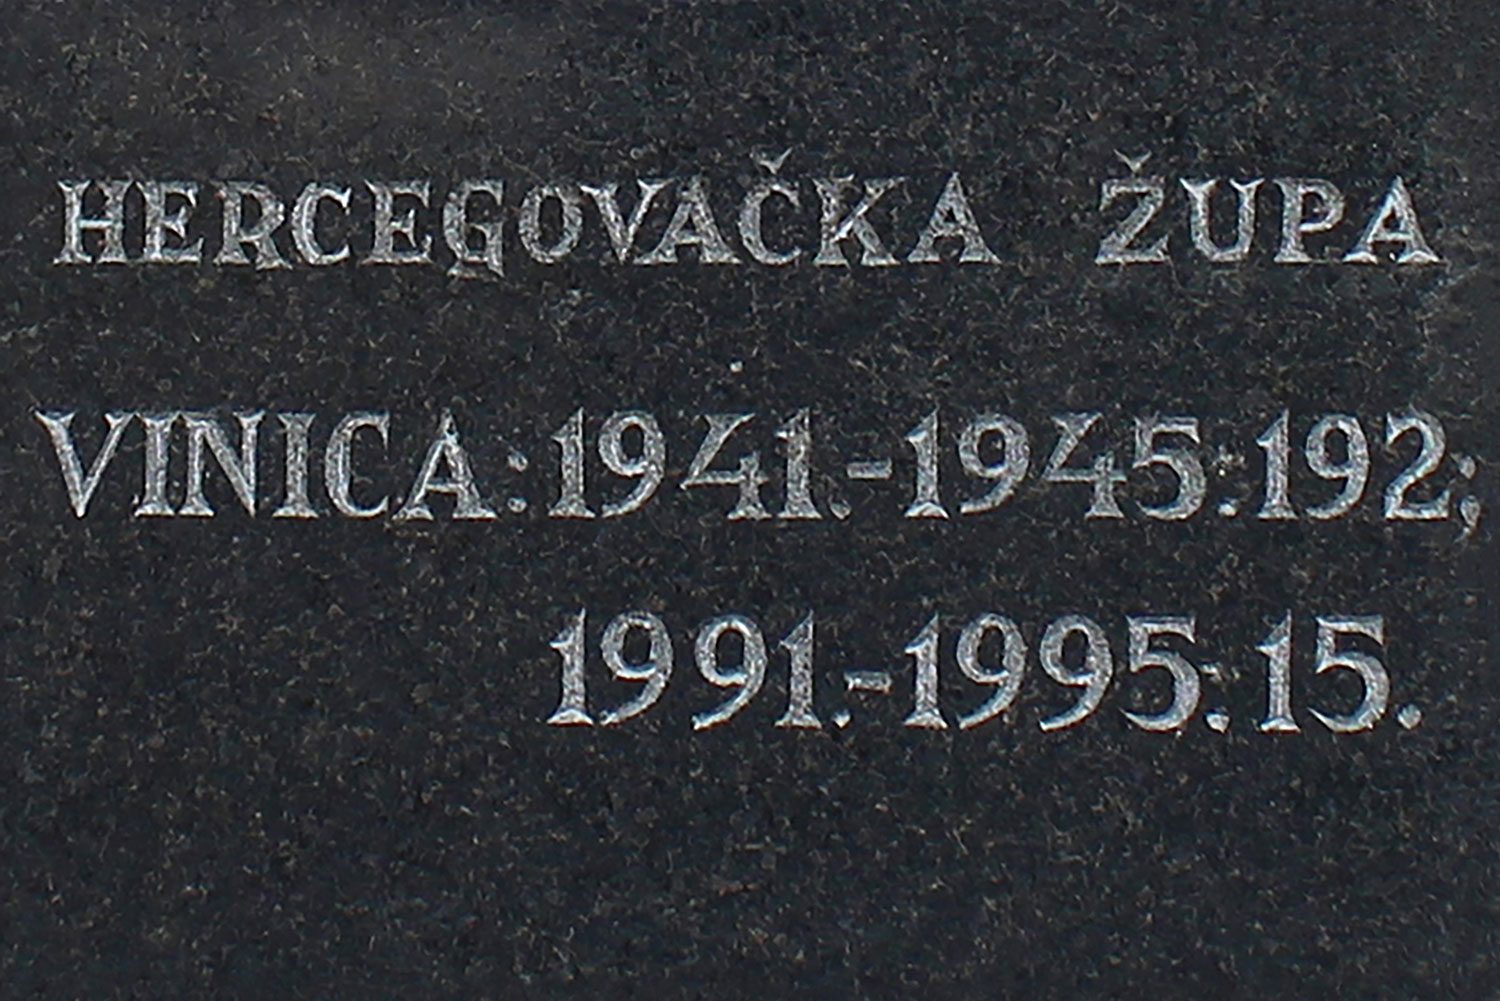 HERCEGOVAČKA ŽUPA
VINICA:1941.-1945.:192;
1991.-1995.:15.